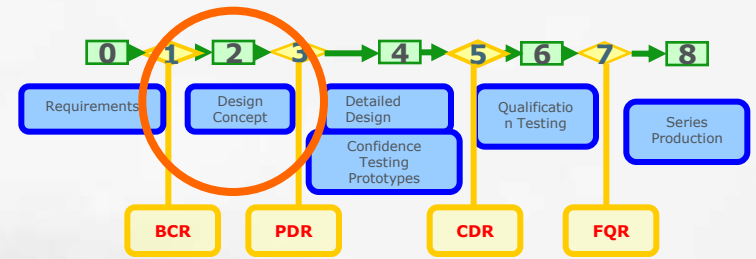 0 1 2 3 4 5 6 7 8
Requirements
Design
Concept
Detailed
Design
Confidence
Testing
Prototypes
Qualificatio
n Testing
Series
Production
BCR
PDR
CDR
FQR